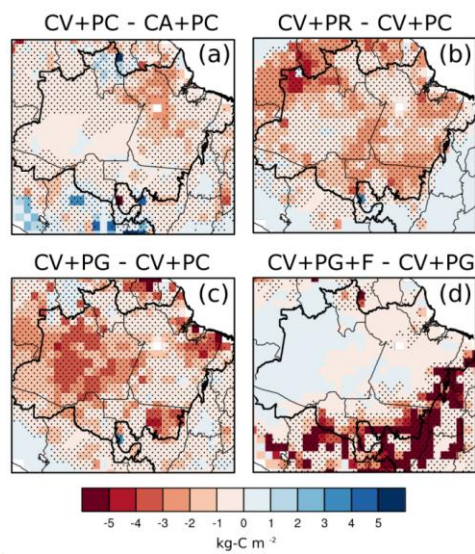 CV+PC - CA+PC
CV+PR - CV+PC
(a)
(b)
CV+PG - CV+PC
CV+PG+F - CV+PG
(c)
(d)
-5 -4 -3 -2 -1 0 1 2 3 4 5
kg-C m⁻²